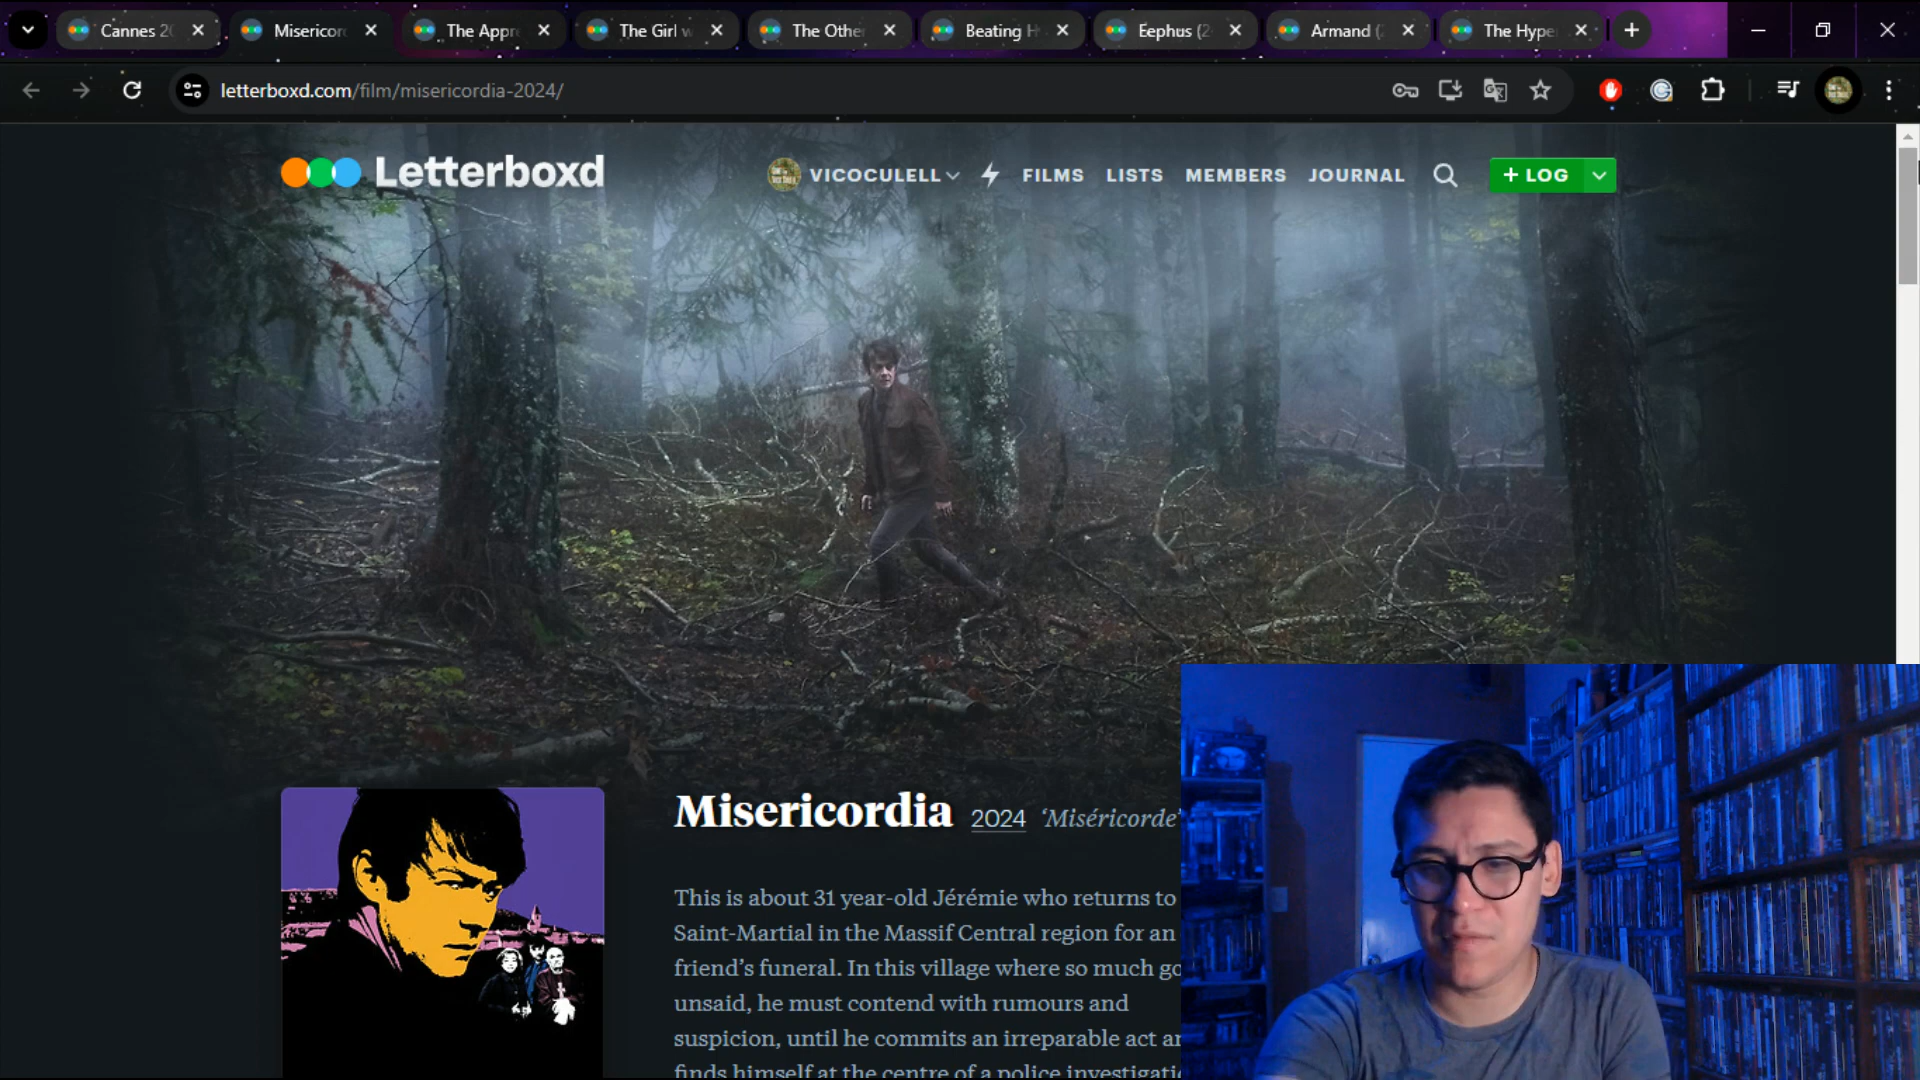 Cannes 20
Misericor
The Appr
The Girl w
The Othe
Beating H
Eephus (2
Armand (
The Hype
letterboxd.com/film/misericordia-2024/
Letterboxd
VICOCULELL
FILMS
LISTS
MEMBERS
JOURNAL
+ LOG
Misericordia 2024 ‘Miséricorde’
This is about 31 year-old Jérémie who returns to
Saint-Martial in the Massif Central region for an
friend’s funeral. In this village where so much go
unsaid, he must contend with rumours and
suspicion, until he commits an irreparable act an
finds himself at the centre of a police investigati